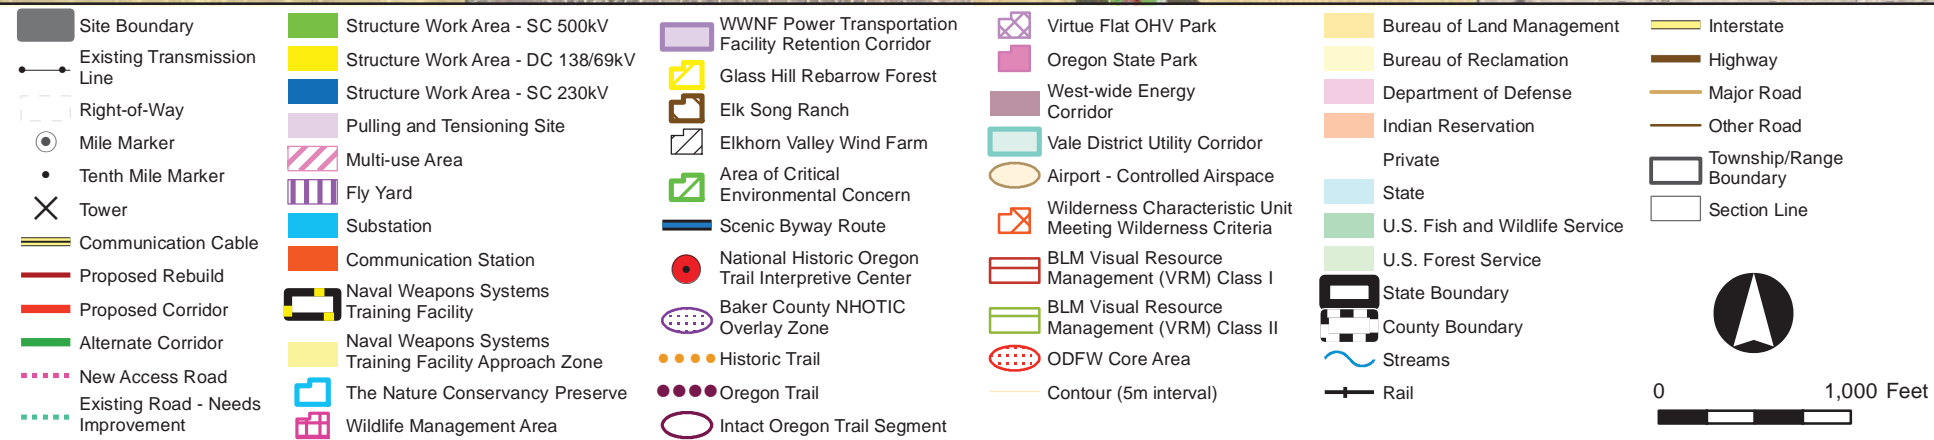 Site Boundary
Existing Transmission
Line
Right-of-Way
Mile Marker
Tenth Mile Marker
Tower
Communication Cable
Proposed Rebuild
Proposed Corridor
Alternate Corridor
New Access Road
Existing Road - Needs
Improvement
Structure Work Area - SC 500kV
Structure Work Area - DC 138/69kV
Structure Work Area - SC 230kV
Pulling and Tensioning Site
Multi-use Area
Fly Yard
Substation
Communication Station
Naval Weapons Systems
Training Facility
Naval Weapons Systems
Training Facility Approach Zone
The Nature Conservancy Preserve
Wildlife Management Area
WWNF Power Transportation
Facility Retention Corridor
Glass Hill Rebarrow Forest
Elk Song Ranch
Elkhorn Valley Wind Farm
Area of Critical
Environmental Concern
Scenic Byway Route
National Historic Oregon
Trail Interpretive Center
Baker County NHOTIC
Overlay Zone
Historic Trail
Oregon Trail
Intact Oregon Trail Segment
Virtue Flat OHV Park
Oregon State Park
West-wide Energy
Corridor
Vale District Utility Corridor
Airport - Controlled Airspace
Wilderness Characteristic Unit
Meeting Wilderness Criteria
BLM Visual Resource
Management (VRM) Class I
BLM Visual Resource
Management (VRM) Class II
ODFW Core Area
Contour (5m interval)
Bureau of Land Management
Bureau of Reclamation
Department of Defense
Indian Reservation
Private
State
U.S. Fish and Wildlife Service
U.S. Forest Service
State Boundary
County Boundary
Streams
Rail
Interstate
Highway
Major Road
Other Road
Township/Range
Boundary
Section Line
0 1,000 Feet